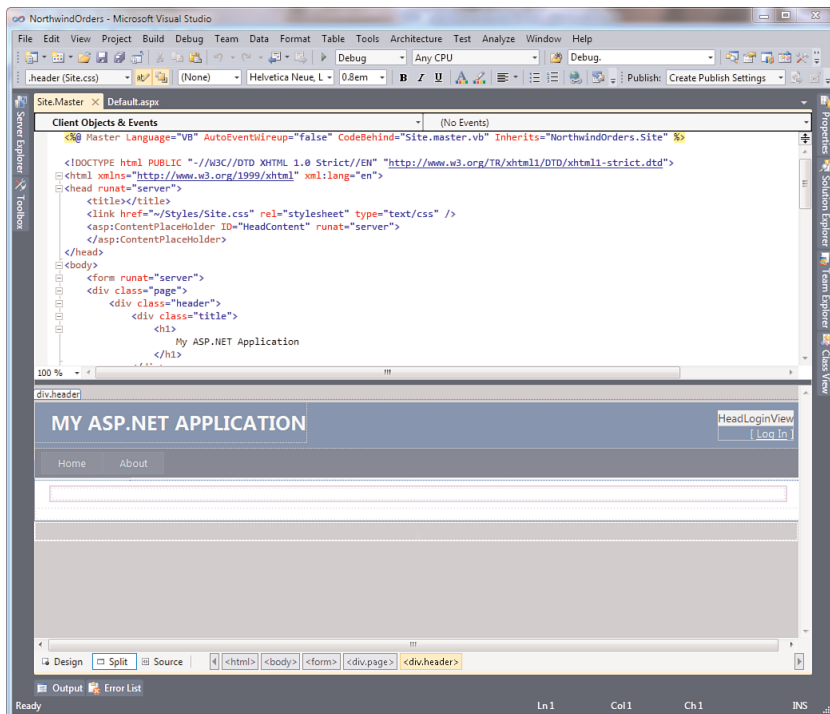 NorthwindOrders - Microsoft Visual Studio
File Edit View Project Build Debug Team Data Format Table Tools Architecture Test Analyze Window Help
Debug Any CPU Debug.
.header (Site.css) (None) Helvetica Neue, L 0.8em B I U A Publish: Create Publish Settings
Site.Master Default.aspx
Client Objects & Events (No Events)
<%@ Master Language="VB" AutoEventWireup="false" CodeBehind="Site.master.vb" Inherits="NorthwindOrders.Site" %>
<!DOCTYPE html PUBLIC "-//W3C//DTD XHTML 1.0 Strict//EN" "http://www.w3.org/TR/xhtml1/DTD/xhtml1-strict.dtd">
<html xmlns="http://www.w3.org/1999/xhtml" xml:lang="en">
<head runat="server">
<title></title>
<link href="~/Styles/Site.css" rel="stylesheet" type="text/css" />
<asp:ContentPlaceHolder ID="HeadContent" runat="server">
</asp:ContentPlaceHolder>
</head>
<body>
<form runat="server">
<div class="page">
<div class="header">
<div class="title">
<h1>
My ASP.NET Application
</h1>
100 %
div.header
MY ASP.NET APPLICATION
HeadLoginView
[ Log In ]
Home About
Design Split Source <html> <body> <form> <div.page> <div.header>
Output Error List
Ready Ln 1 Col 1 Ch 1 INS
Server Explorer
Toolbox
Properties
Solution Explorer
Team Explorer
Class View